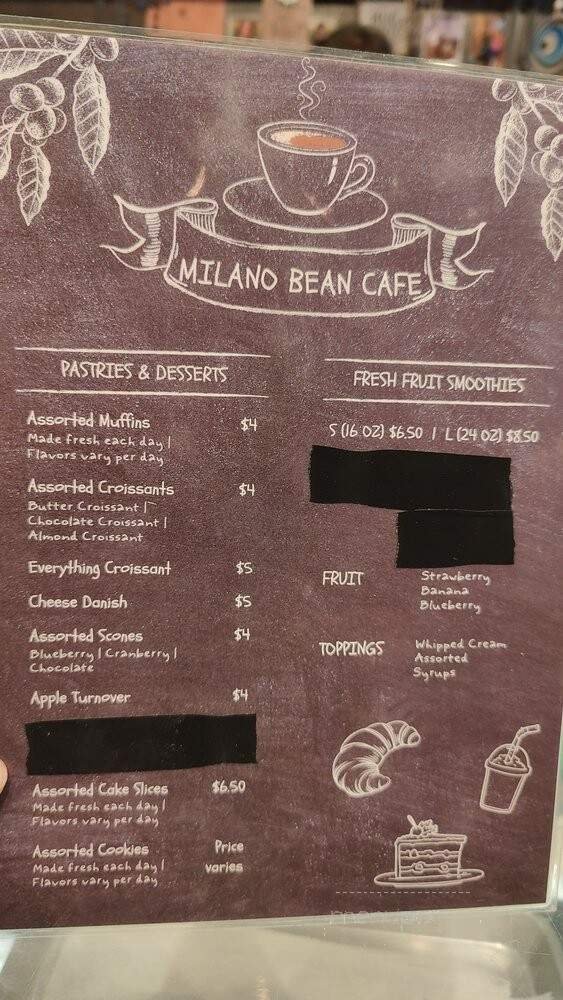 MILANO BEAN CAFE
PASTRIES & DESSERTS
Assorted Muffins $4
Made fresh each day |
Flavors vary per day
Assorted Croissants $4
Butter Croissant |
Chocolate Croissant |
Almond Croissant
Everything Croissant $5
Cheese Danish $5
Assorted Scones $4
Blueberry | Cranberry |
Chocolate
Apple Turnover $4
Assorted Cake Slices $6.50
Made fresh each day |
Flavors vary per day
Assorted Cookies Price
Made fresh each day | varies
Flavors vary per day
FRESH FRUIT SMOOTHIES
S (16 OZ) $6.50 | L (24 OZ) $8.50
FRUIT Strawberry
Banana
Blueberry
TOPPINGS Whipped Cream
Assorted
Syrups